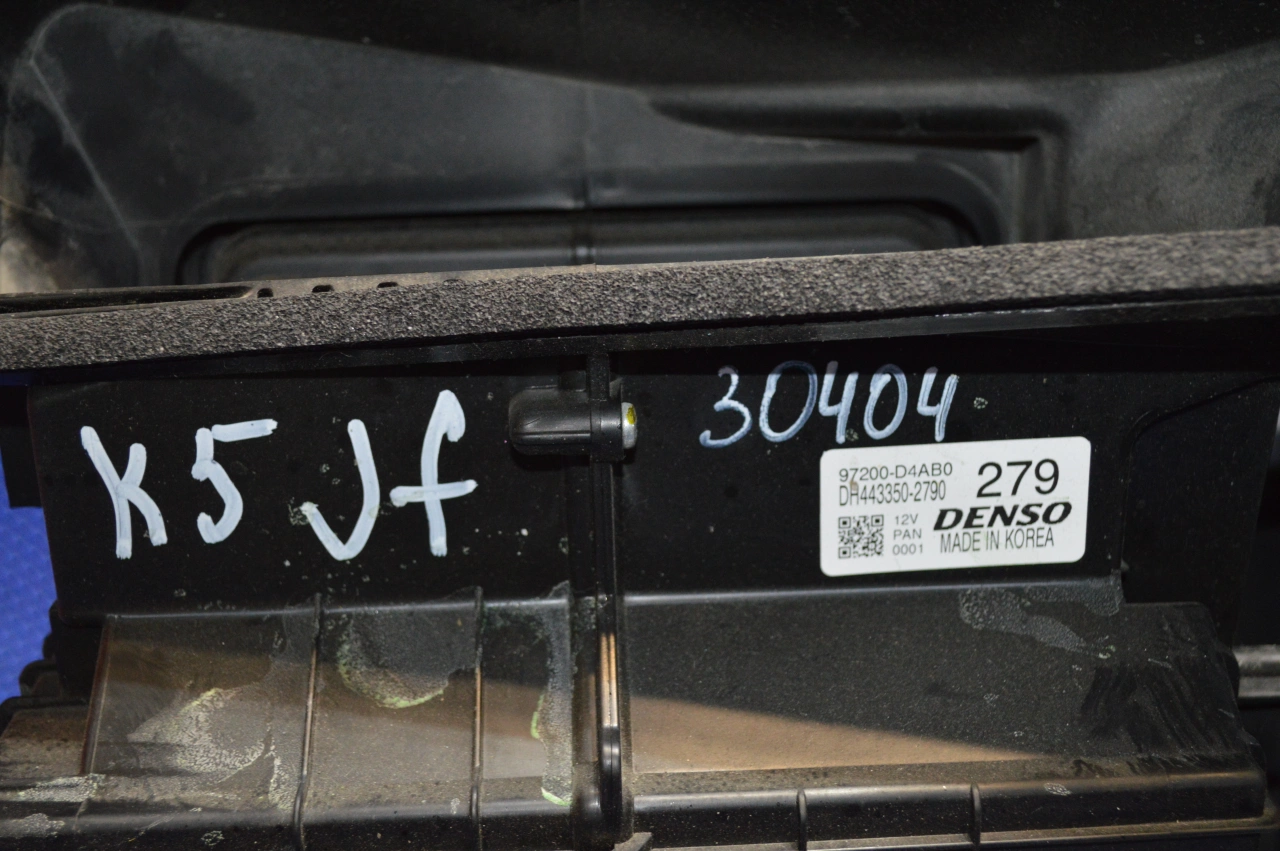 K5 Jf
30404
97200-D4AB0
DH443350-2790
279
12V
PAN
0001
DENSO
MADE IN KOREA